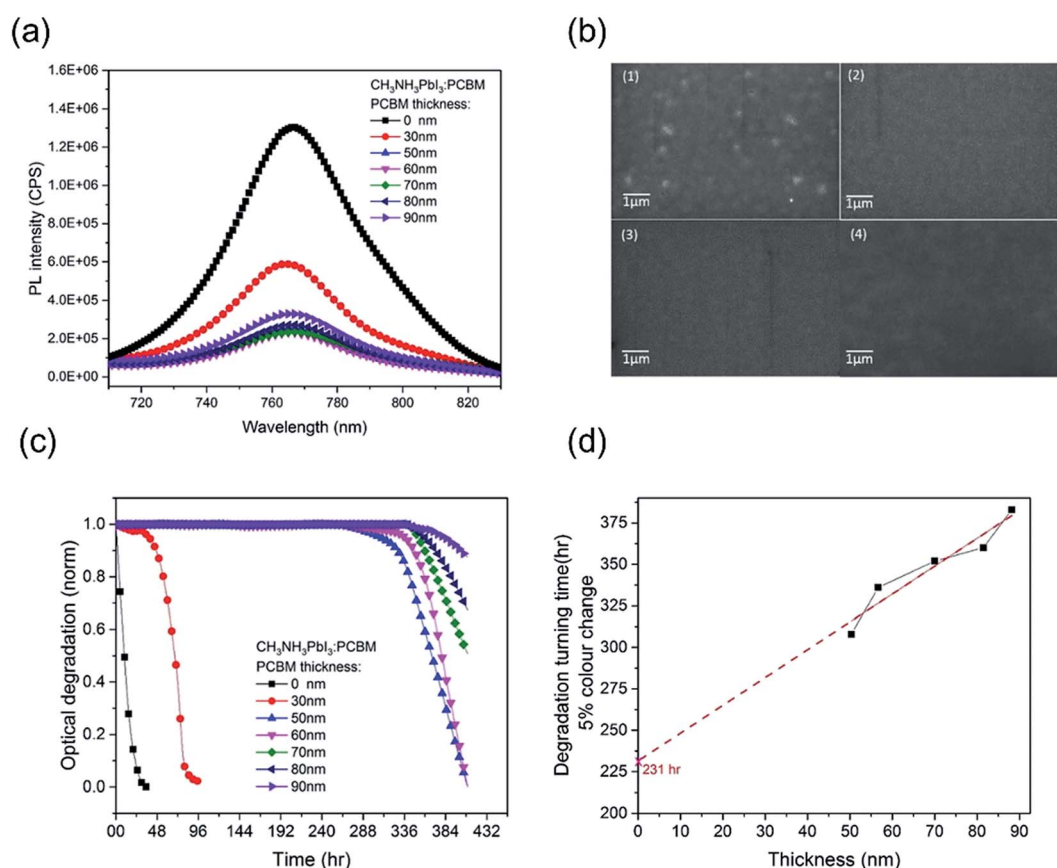 (a)
1.6E+06
1.4E+06
1.2E+06
1.0E+06
8.0E+05
6.0E+05
4.0E+05
2.0E+05
0.0E+00
PL intensity (CPS)
CH₃NH₃PbI₃:PCBM
PCBM thickness:
0 nm
30nm
50nm
60nm
70nm
80nm
90nm
720 740 760 780 800 820
Wavelength (nm)
(b)
(1)
1µm
(2)
1µm
(3)
1µm
(4)
1µm
(c)
1.0
0.8
0.6
0.4
0.2
0.0
Optical degradation (norm)
CH₃NH₃PbI₃:PCBM
PCBM thickness:
0 nm
30nm
50nm
60nm
70nm
80nm
90nm
00 48 96 144 192 240 288 336 384 432
Time (hr)
(d)
375
350
325
300
275
250
225
200
Degradation turning time(hr)
5% colour change
231 hr
0 10 20 30 40 50 60 70 80 90
Thickness (nm)